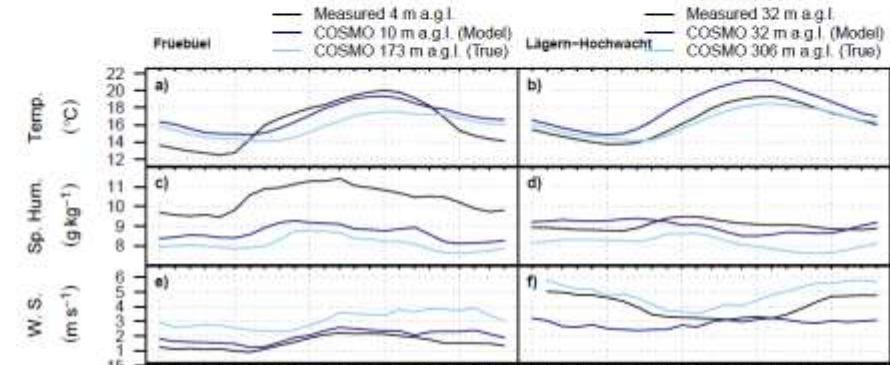 Früebüel
Measured 4 m a.g.l.
COSMO 10 m a.g.l. (Model)
COSMO 173 m a.g.l. (True)
Lägern−Hochwacht
Measured 32 m a.g.l.
COSMO 32 m a.g.l. (Model)
COSMO 306 m a.g.l. (True)
Temp.
(°C)
22
20
18
16
14
12
a)
b)
Sp. Hum.
(g kg−1)
11
10
9
8
c)
d)
W. S.
(m s−1)
6
5
4
3
2
1
e)
f)